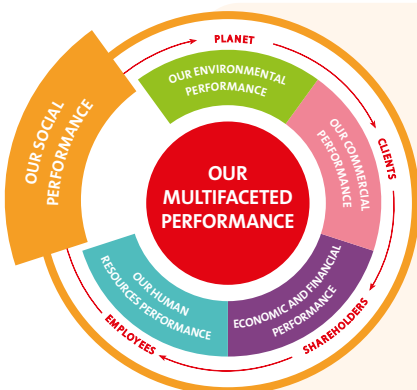 PLANET
OUR ENVIRONMENTAL
PERFORMANCE
OUR COMMERCIAL
PERFORMANCE
CLIENTS
OUR SOCIAL
PERFORMANCE
OUR
MULTIFACETED
PERFORMANCE
OUR HUMAN
RESOURCES PERFORMANCE
ECONOMIC AND FINANCIAL
PERFORMANCE
SHAREHOLDERS
EMPLOYEES